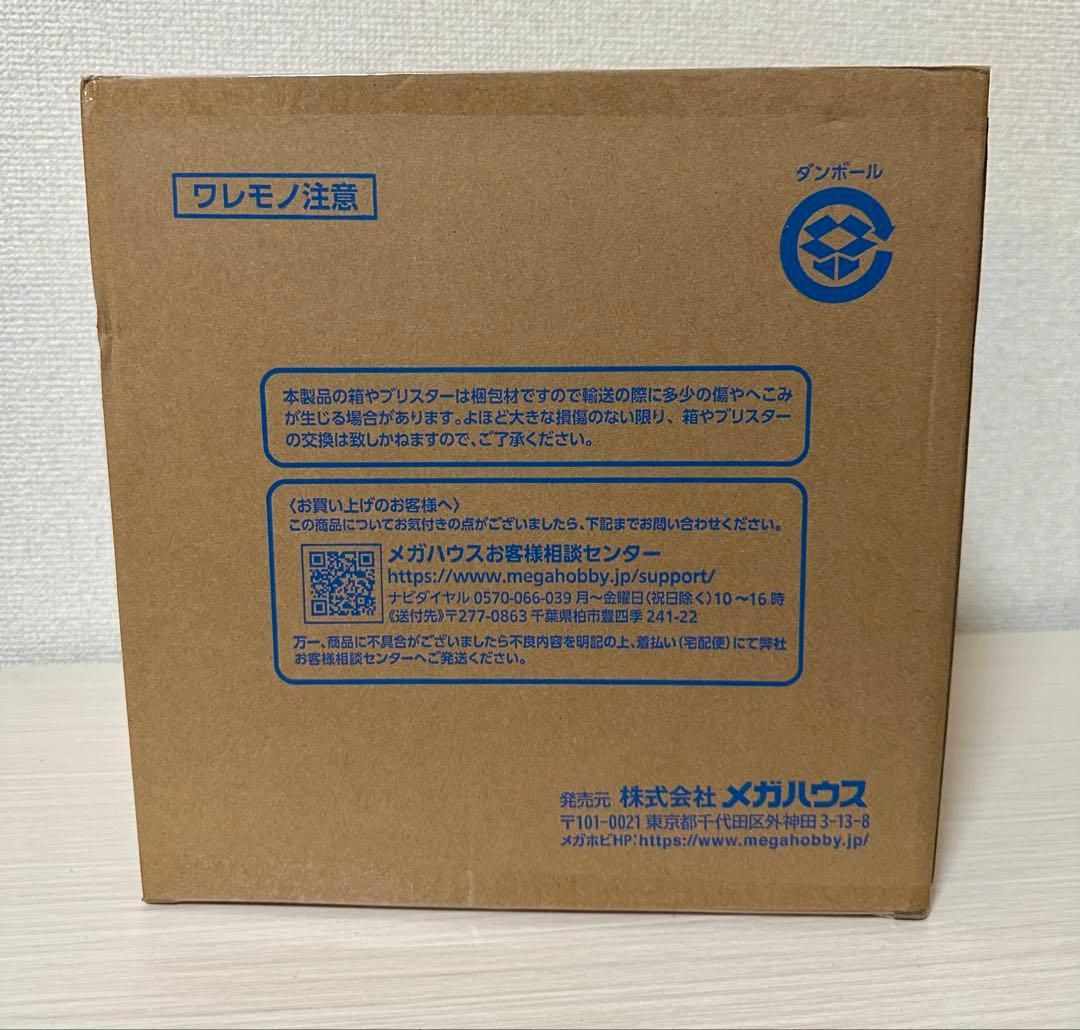 ワレモノ注意
ダンボール
本製品の箱やブリスターは梱包材ですので輸送の際に多少の傷やへこみ
が生じる場合があります。よほど大きな損傷のない限り、箱やブリスター
の交換は致しかねますので、ご了承ください。
〈お買い上げのお客様へ〉
この商品についてお気付きの点がございましたら、下記までお問い合わせください。
メガハウスお客様相談センター
https://www.megahobby.jp/support/
ナビダイヤル 0570-066-039 月〜金曜日(祝日除く)10〜16時
《送付先》〒277-0863 千葉県柏市豊四季 241-22
万一、商品に不具合がございましたら不良内容を明記の上、着払い(宅配便)にて弊社
お客様相談センターへご発送ください。
発売元 株式会社 メガハウス
〒101-0021 東京都千代田区外神田 3-13-8
メガホビHP:https://www.megahobby.jp/